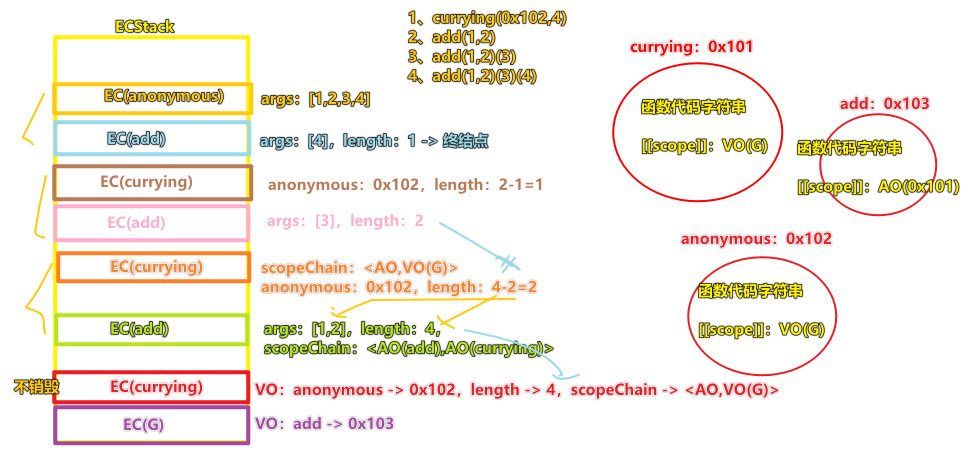 ECStack
1、currying(0x102,4)
2、add(1,2)
3、add(1,2)(3)
4、add(1,2)(3)(4)
currying：0x101
函数代码字符串
[[scope]]：VO(G)
add：0x103
函数代码字符串
[[scope]]：AO(0x101)
anonymous：0x102
函数代码字符串
[[scope]]：VO(G)
EC(anonymous)
args：[1,2,3,4]
EC(add)
args：[4]，length：1 -> 终结点
EC(currying)
anonymous：0x102，length：2-1=1
EC(add)
args：[3]，length：2
EC(currying)
scopeChain：<AO,VO(G)>
anonymous：0x102，length：4-2=2
EC(add)
args：[1,2]，length：4，
scopeChain：<AO(add),AO(currying)>
不销毁
EC(currying)
VO：anonymous -> 0x102，length -> 4，scopeChain -> <AO,VO(G)>
EC(G)
VO：add -> 0x103